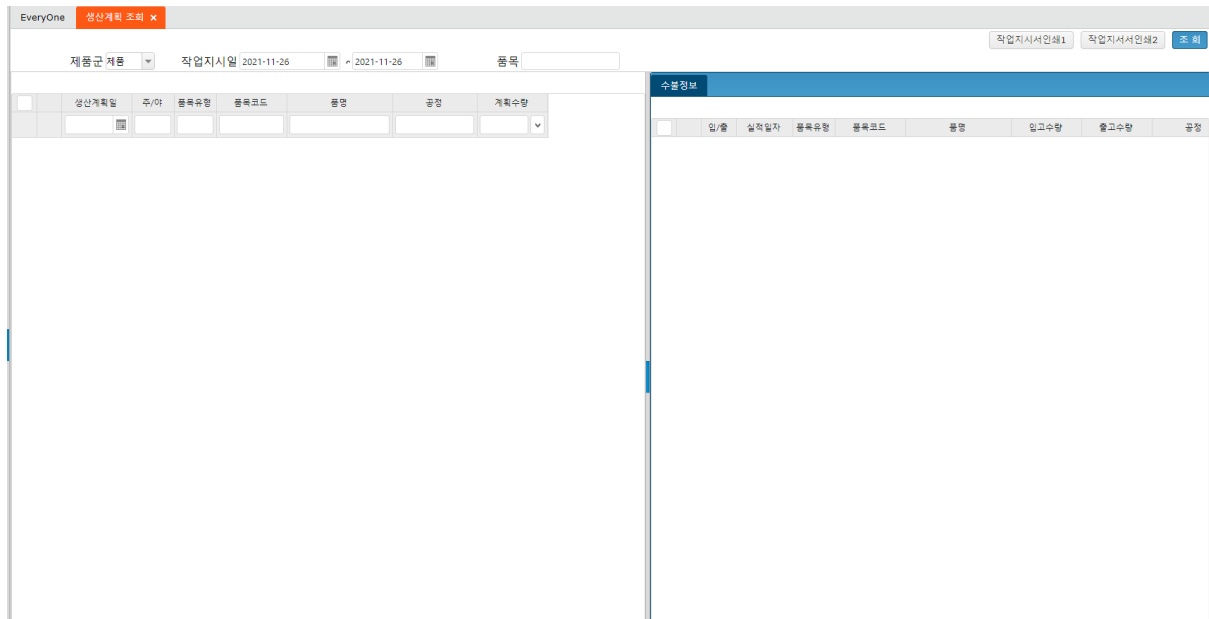 EveryOne 생산계획 조회 ×
작업지시서인쇄1 작업지서서인쇄2 조 회
제품군 제품 작업지시일 2021-11-26 ~ 2021-11-26 품목
수불정보
생산계획일 주/야 품목유형 품목코드 품명 공정 계획수량
입/출 실적일자 품목유형 품목코드 품명 입고수량 출고수량 공정